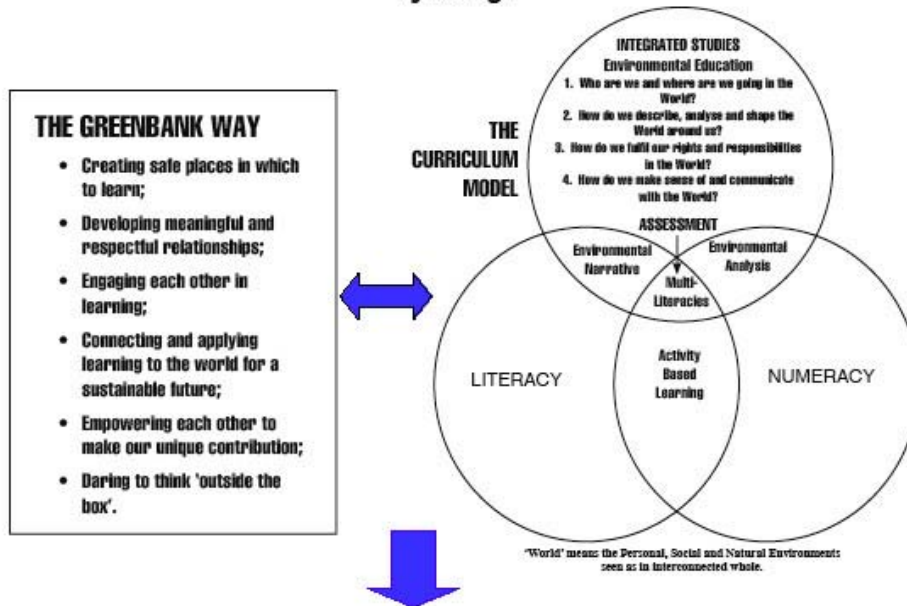 THE GREENBANK WAY
• Creating safe places in which
to learn;
• Developing meaningful and
respectful relationships;
• Engaging each other in
learning;
• Connecting and applying
learning to the world for a
sustainable future;
• Empowering each other to
make our unique contribution;
• Daring to think 'outside the
box'.
THE
CURRICULUM
MODEL
INTEGRATED STUDIES
Environmental Education
1. Who are we and where are we going in the
World?
2. How do we describe, analyse and shape the
World around us?
3. How do we fulfil our rights and responsibilities
in the World?
4. How do we make sense of and communicate
with the World?
ASSESSMENT
Environmental
Narrative
Environmental
Analysis
Multi-
Literacies
LITERACY
Activity
Based
Learning
NUMERACY
'World' means the Personal, Social and Natural Environments
seen as in interconnected whole.